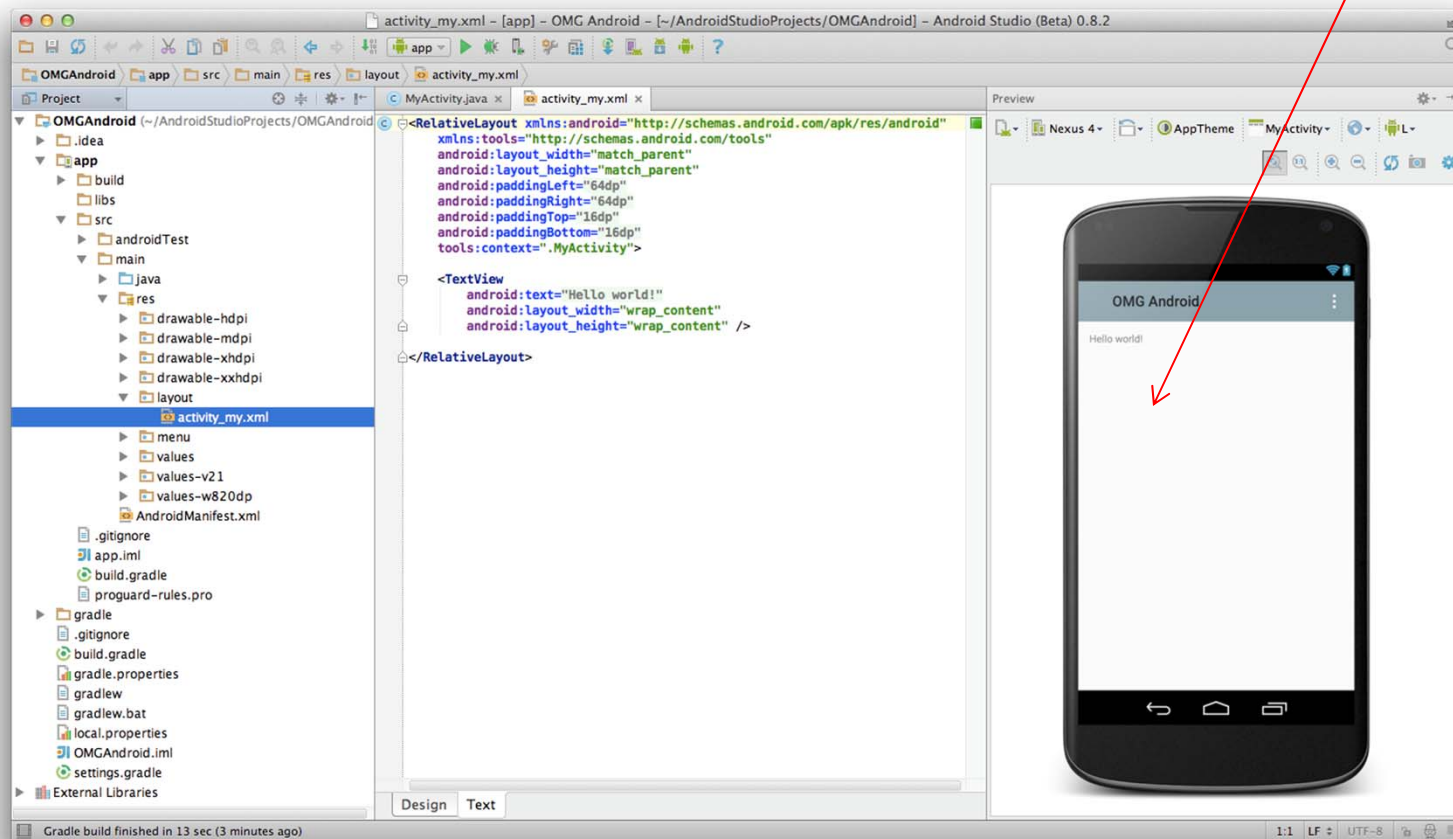 activity_my.xml – [app] – OMG Android – [~/AndroidStudioProjects/OMGAndroid] – Android Studio (Beta) 0.8.2
app
?
OMGAndroid app src main res layout activity_my.xml
Project
MyActivity.java × activity_my.xml ×
Preview
OMGAndroid (~/AndroidStudioProjects/OMGAndroid
.idea
app
build
libs
src
androidTest
main
java
res
drawable-hdpi
drawable-mdpi
drawable-xhdpi
drawable-xxhdpi
layout
activity_my.xml
menu
values
values-v21
values-w820dp
AndroidManifest.xml
.gitignore
app.iml
build.gradle
proguard-rules.pro
gradle
.gitignore
build.gradle
gradle.properties
gradlew
gradlew.bat
local.properties
OMGAndroid.iml
settings.gradle
External Libraries
<RelativeLayout xmlns:android="http://schemas.android.com/apk/res/android"
xmlns:tools="http://schemas.android.com/tools"
android:layout_width="match_parent"
android:layout_height="match_parent"
android:paddingLeft="64dp"
android:paddingRight="64dp"
android:paddingTop="16dp"
android:paddingBottom="16dp"
tools:context=".MyActivity">
<TextView
android:text="Hello world!"
android:layout_width="wrap_content"
android:layout_height="wrap_content" />
</RelativeLayout>
Design Text
Nexus 4 AppTheme MyActivity L
1:1
OMG Android
Hello world!
Gradle build finished in 13 sec (3 minutes ago)
1:1 LF UTF-8